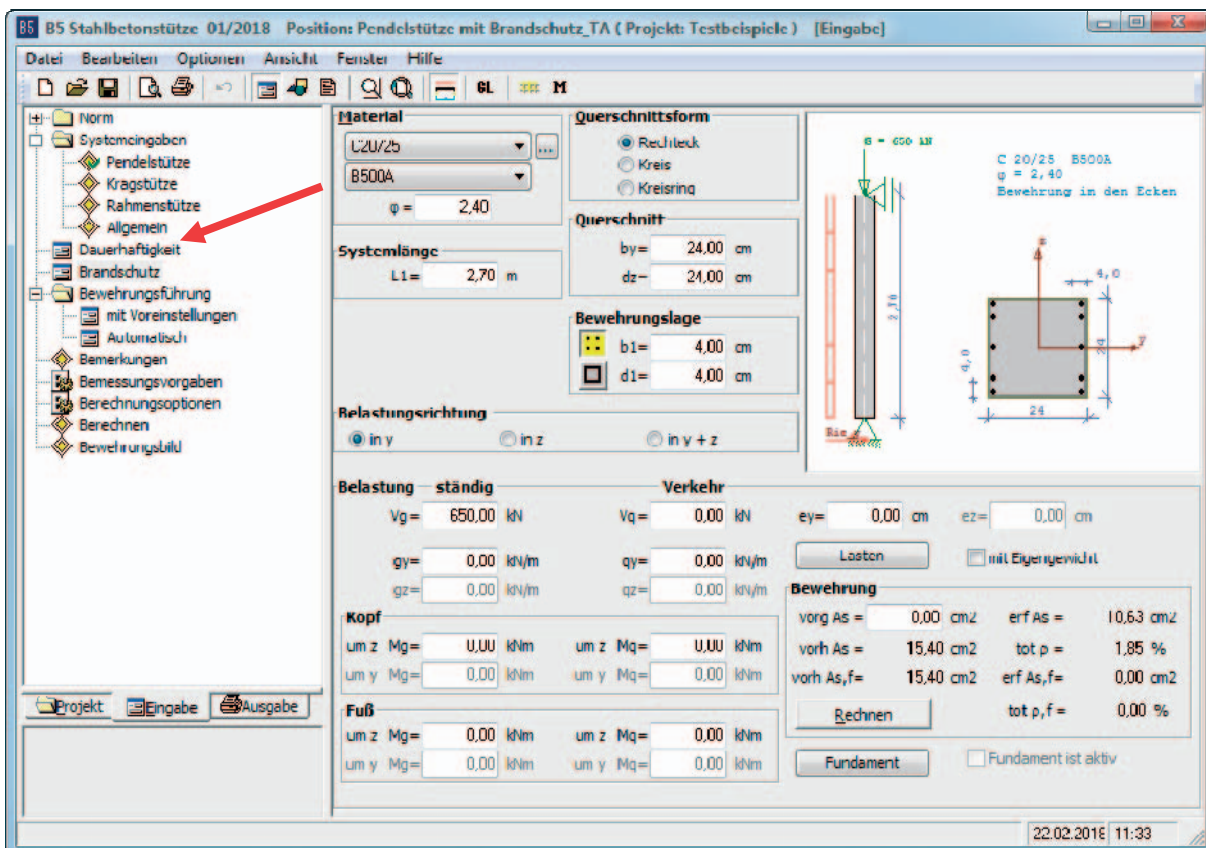 B5 B5 Stahlbetonstütze 01/2018 Position: Pendelstütze mit Brandschutz_TA ( Projekt: Testbeispiele ) [Eingabe]
Datei Bearbeiten Optionen Ansicht Fenster Hilfe
GL M
Norm
Systemeingaben
Pendelstütze
Kragstütze
Rahmenstütze
Allgemein
Dauerhaftigkeit
Brandschutz
Bewehrungsführung
mit Voreinstellungen
Automatisch
Bemerkungen
Bemessungsvorgaben
Berechnungsoptionen
Berechnen
Bewehrungsbild
Projekt Eingabe Ausgabe
Material
C20/25 ...
B500A
φ = 2,40
Systemlänge
L1= 2,70 m
Querschnittsform
Rechteck
Kreis
Kreisring
Querschnitt
by= 24,00 cm
dz= 24,00 cm
Bewehrungslage
b1= 4,00 cm
d1= 4,00 cm
Belastungsrichtung
in y in z in y + z
G = 650 kN
C 20/25 B500A
φ = 2,40
Bewehrung in den Ecken
z
4,0
y
24
4,0
24
Belastung ständig Verkehr
Vg= 650,00 kN Vq= 0,00 kN ey= 0,00 cm ez= 0,00 cm
Lasten mit Eigengewicht
gy= 0,00 kN/m qy= 0,00 kN/m
gz= 0,00 kN/m qz= 0,00 kN/m
Kopf
um z Mg= 0,00 kNm um z Mq= 0,00 kNm
um y Mg= 0,00 kNm um y Mq= 0,00 kNm
Fuß
um z Mg= 0,00 kNm um z Mq= 0,00 kNm
um y Mg= 0,00 kNm um y Mq= 0,00 kNm
Bewehrung
vorg As = 0,00 cm2 erf As = 10,63 cm2
vorh As = 15,40 cm2 tot ρ = 1,85 %
vorh As,f= 15,40 cm2 erf As,f= 0,00 cm2
Rechnen tot ρ,f = 0,00 %
Fundament Fundament ist aktiv
22.02.2018 11:33